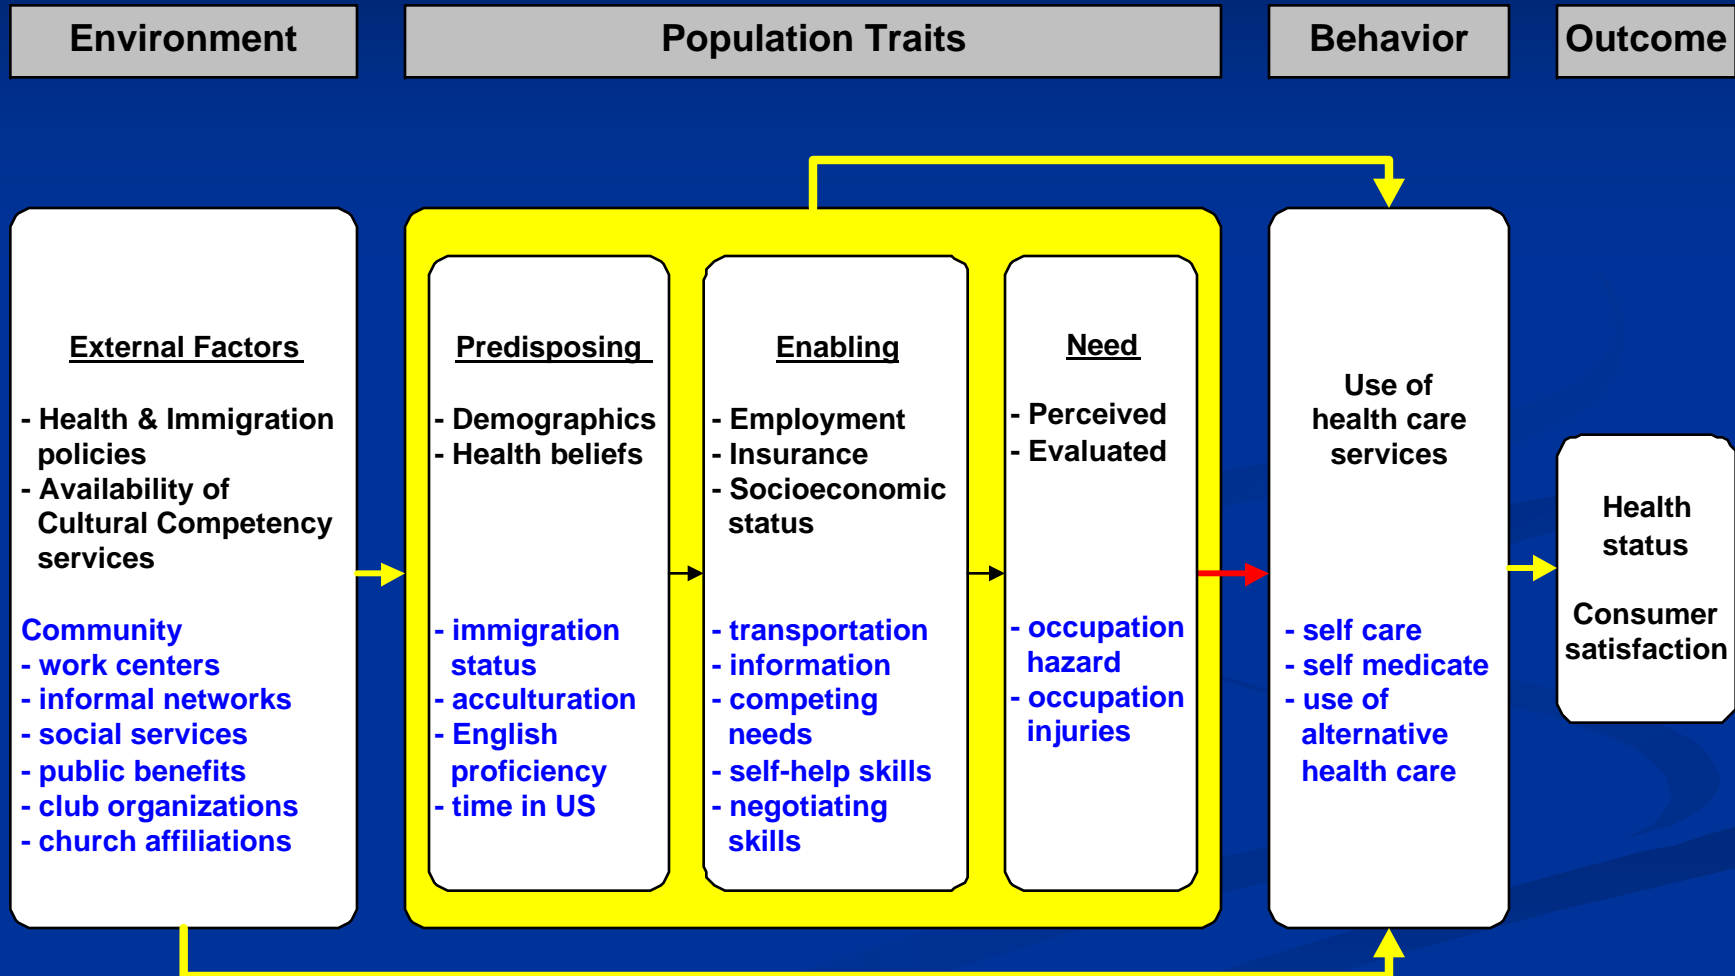 Environment
Population Traits
Behavior
Outcome
External Factors
- Health & Immigration
policies
- Availability of
Cultural Competency
services
Community
- work centers
- informal networks
- social services
- public benefits
- club organizations
- church affiliations
Predisposing
- Demographics
- Health beliefs
- immigration
status
- acculturation
- English
proficiency
- time in US
Enabling
- Employment
- Insurance
- Socioeconomic
status
- transportation
- information
- competing
needs
- self-help skills
- negotiating
skills
Need
- Perceived
- Evaluated
- occupation
hazard
- occupation
injuries
Use of
health care
services
- self care
- self medicate
- use of
alternative
health care
Health
status
Consumer
satisfaction